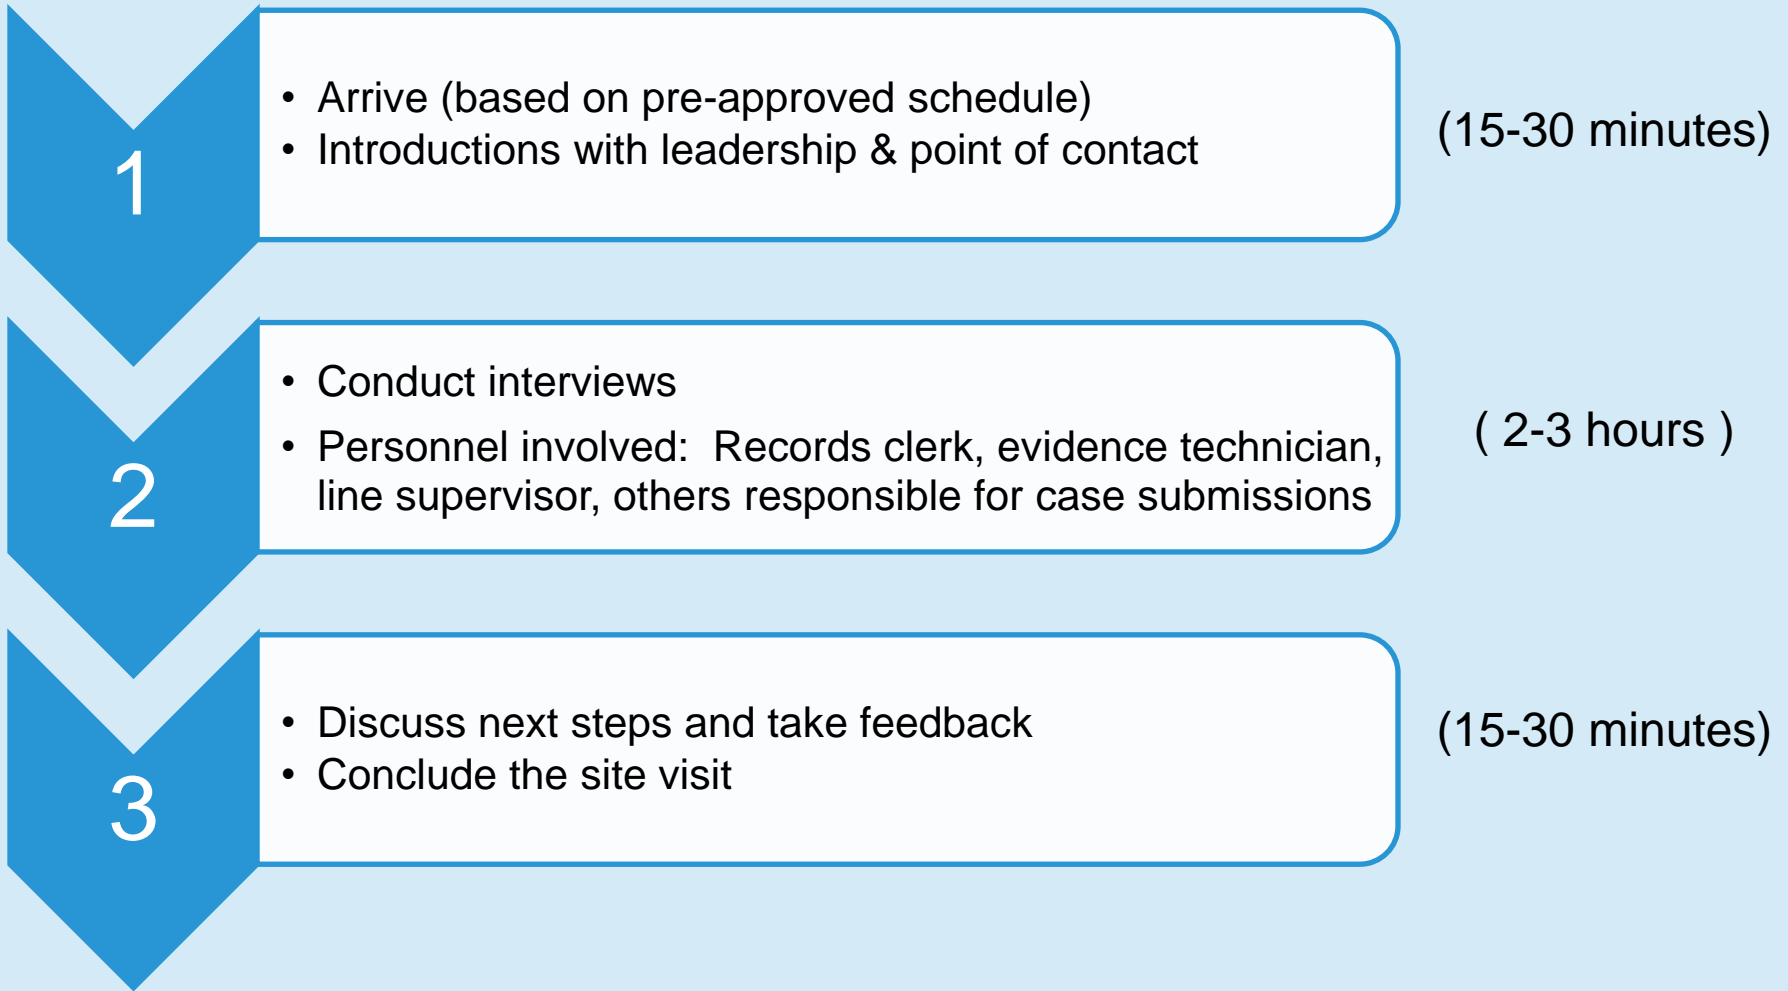 1
• Arrive (based on pre-approved schedule)
• Introductions with leadership & point of contact
(15-30 minutes)
2
• Conduct interviews
• Personnel involved:  Records clerk, evidence technician,
line supervisor, others responsible for case submissions
( 2-3 hours )
3
• Discuss next steps and take feedback
• Conclude the site visit
(15-30 minutes)